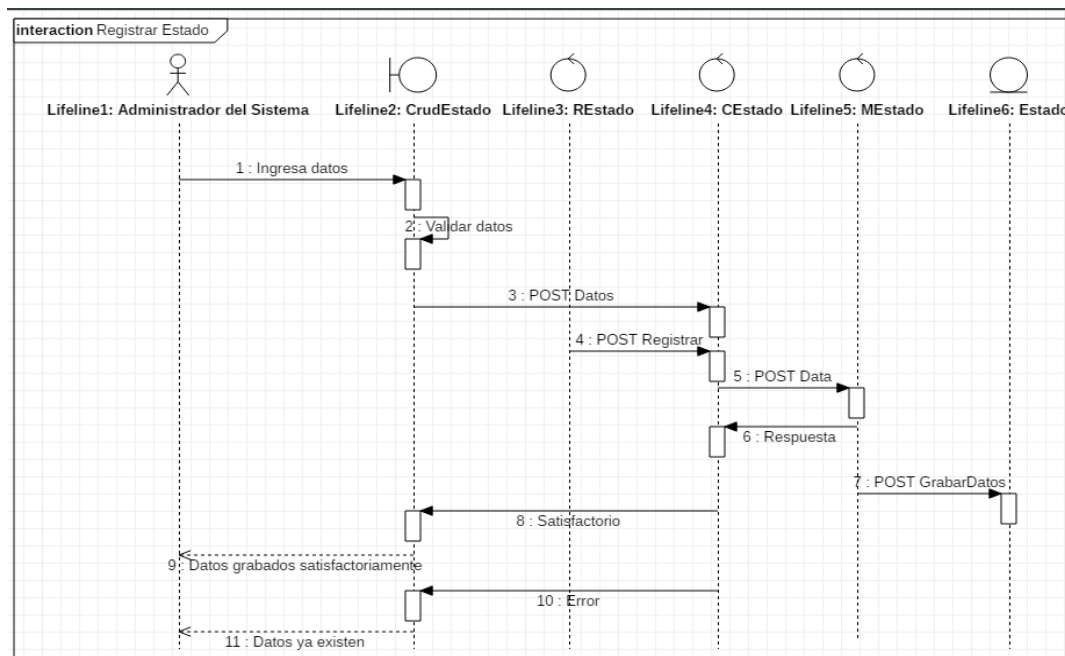 interaction Registrar Estado
Lifeline1: Administrador del Sistema
Lifeline2: CrudEstado
Lifeline3: REstado
Lifeline4: CEstado
Lifeline5: MEstado
Lifeline6: Estado
1 : Ingresa datos
2 : Validar datos
3 : POST Datos
4 : POST Registrar
5 : POST Data
6 : Respuesta
7 : POST GrabarDatos
8 : Satisfactorio
9 : Datos grabados satisfactoriamente
10 : Error
11 : Datos ya existen